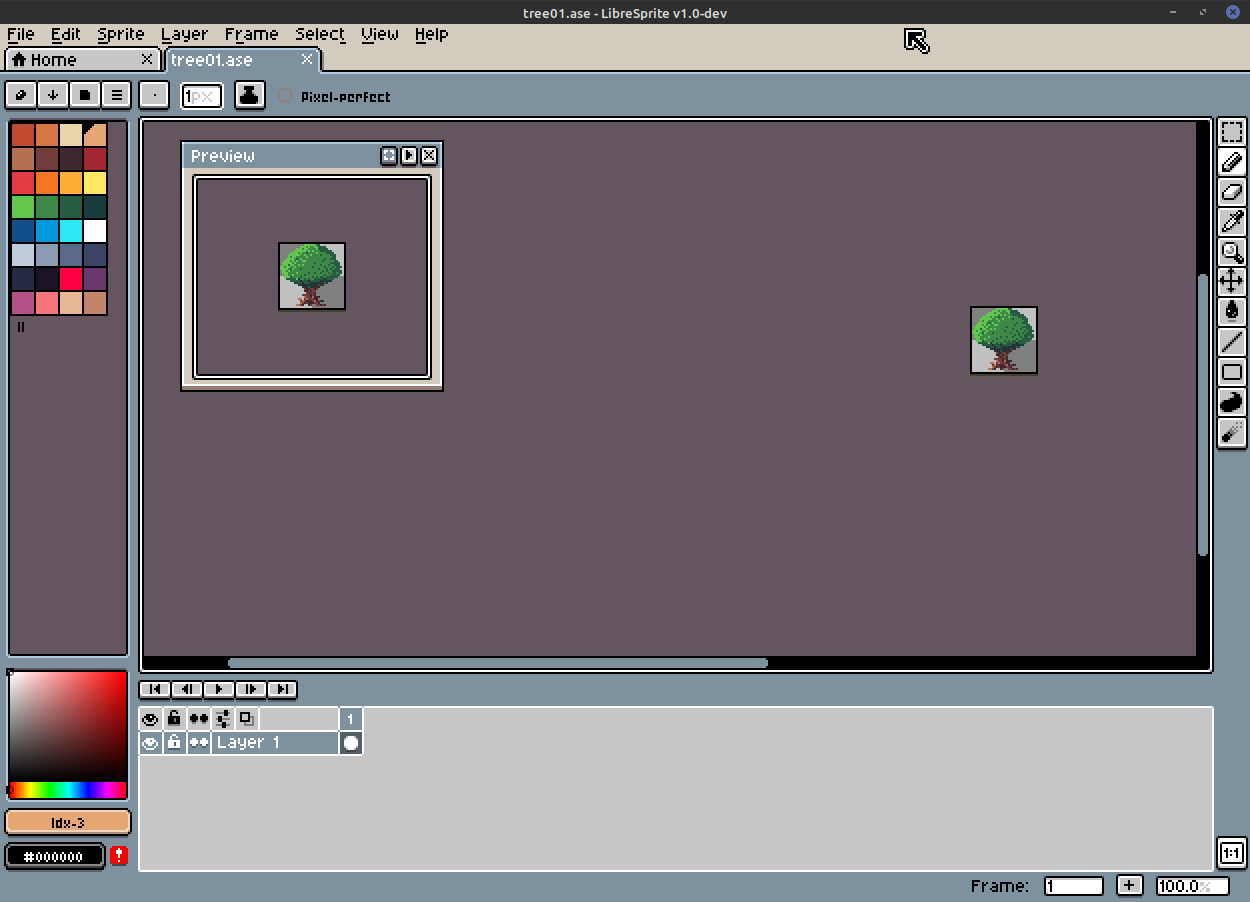 tree01.ase - LibreSprite v1.0-dev
File Edit Sprite Layer Frame Select View Help
Home tree01.ase
1px Pixel-perfect
Preview
1
Layer 1
Idx-3
#000000
1:1
Frame: 1 + 100.0%